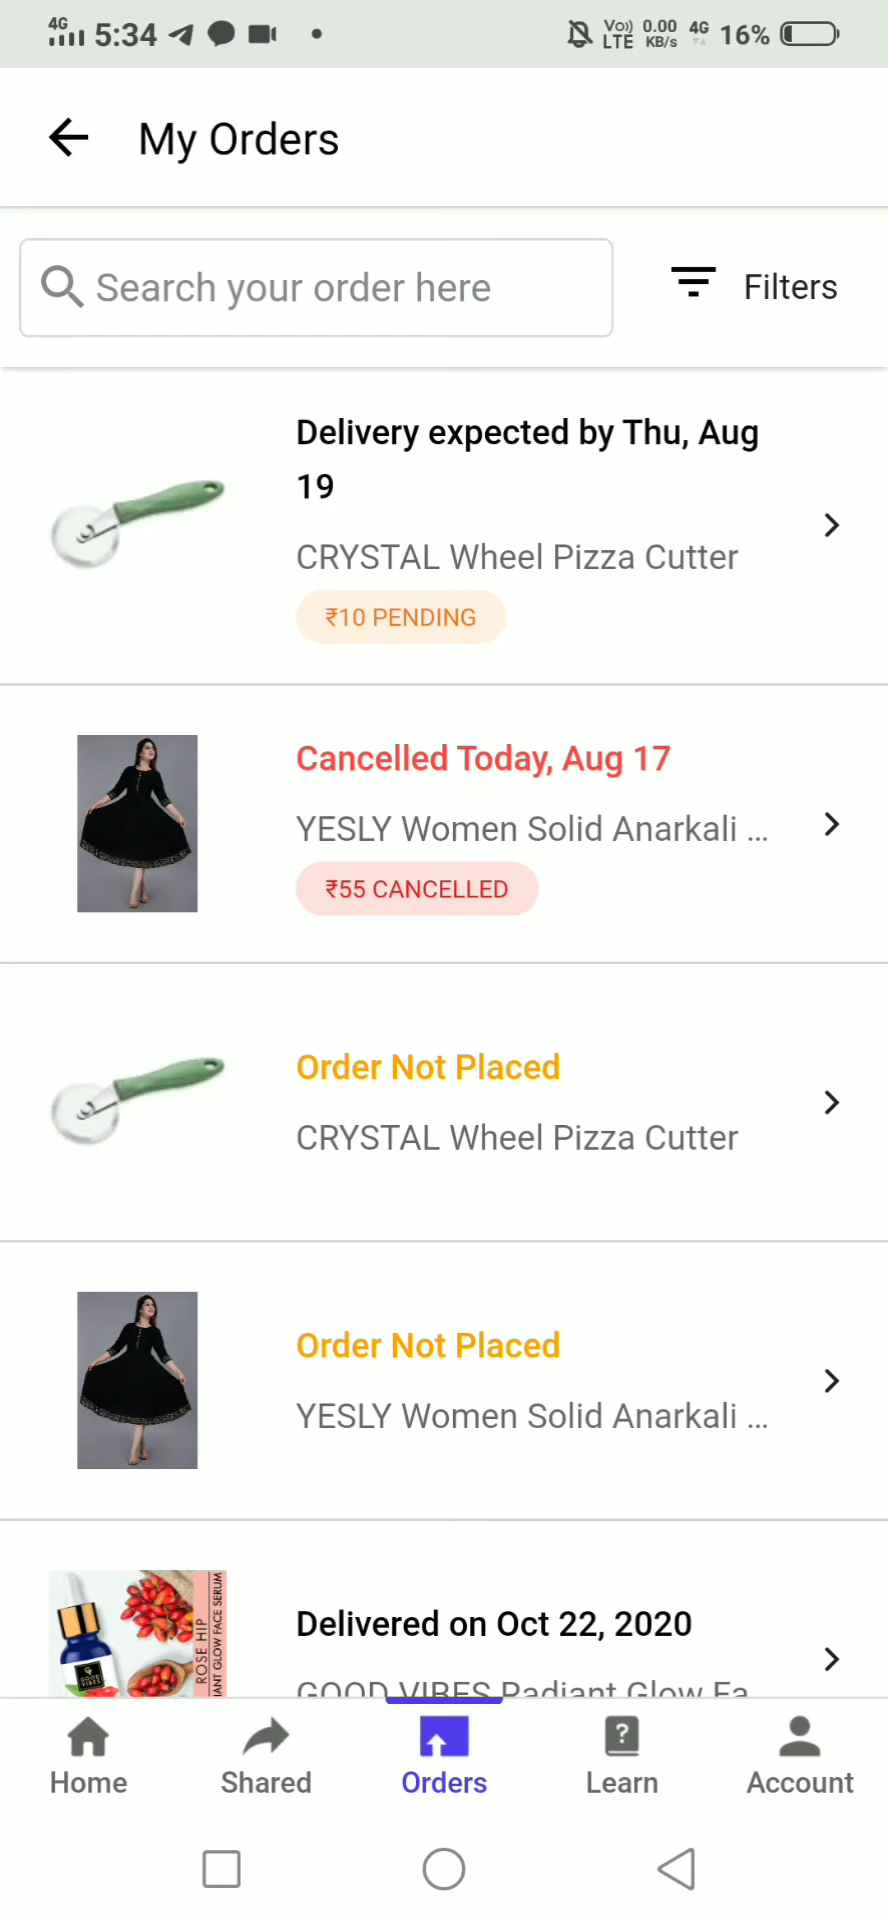 4G 5:34 Vo)) LTE 0.00 KB/s 4G 16%
My Orders
Search your order here
Filters
Delivery expected by Thu, Aug
19
CRYSTAL Wheel Pizza Cutter
₹10 PENDING
Cancelled Today, Aug 17
YESLY Women Solid Anarkali ...
₹55 CANCELLED
Order Not Placed
CRYSTAL Wheel Pizza Cutter
Order Not Placed
YESLY Women Solid Anarkali ...
ROSE HIP
IANT GLOW FACE SERUM
GOOD VIBES
Delivered on Oct 22, 2020
GOOD VIBES Radiant Glow Fa
Home
Shared
Orders
Learn
Account